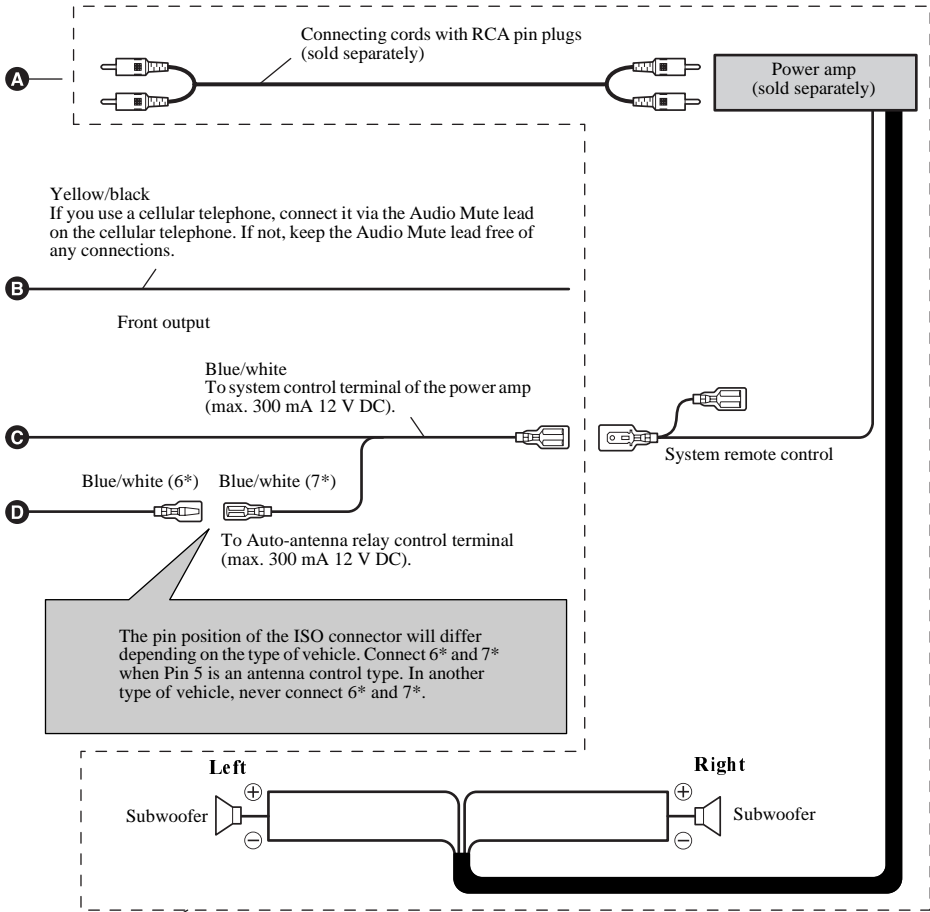 Connecting cords with RCA pin plugs
(sold separately)
A
Power amp
(sold separately)
Yellow/black
If you use a cellular telephone, connect it via the Audio Mute lead
on the cellular telephone. If not, keep the Audio Mute lead free of
any connections.
B
Front output
Blue/white
To system control terminal of the power amp
(max. 300 mA 12 V DC).
C
System remote control
Blue/white (6*) Blue/white (7*)
D
To Auto-antenna relay control terminal
(max. 300 mA 12 V DC).
The pin position of the ISO connector will differ
depending on the type of vehicle. Connect 6* and 7*
when Pin 5 is an antenna control type. In another
type of vehicle, never connect 6* and 7*.
Left Right
+ +
Subwoofer Subwoofer
− −